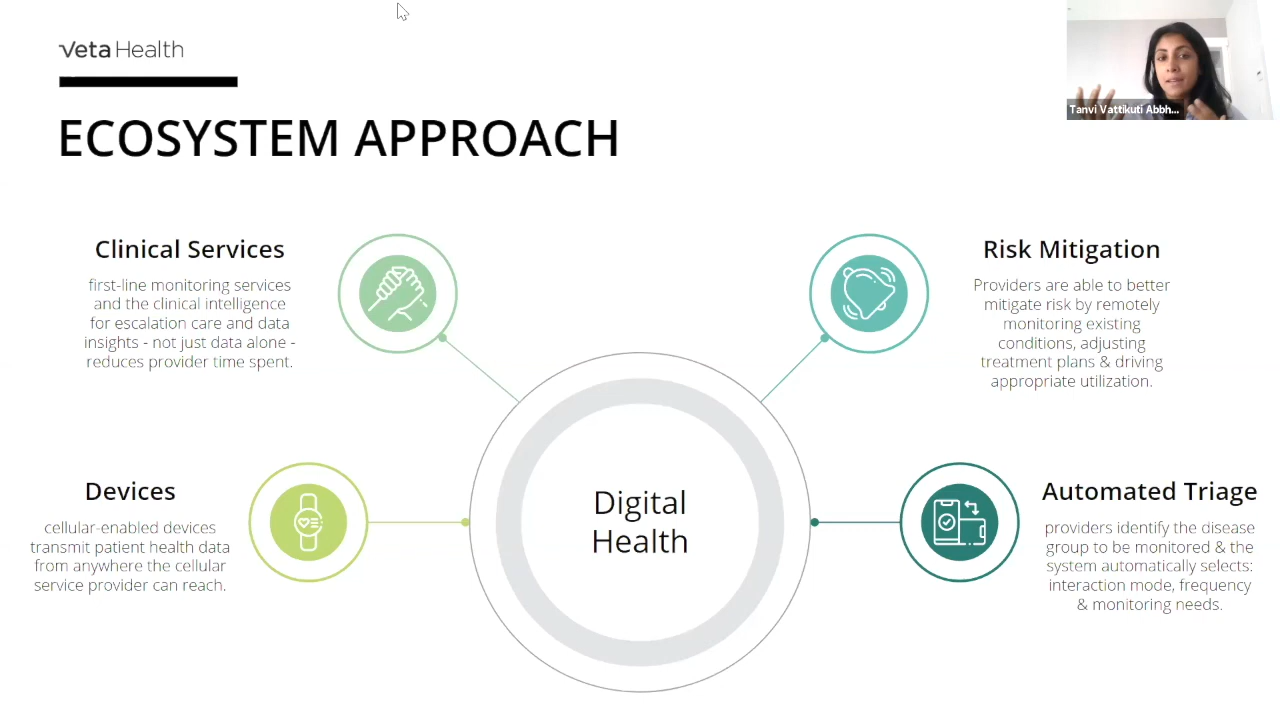 Veta Health
ECOSYSTEM APPROACH
Tanvi Vattikuti Abbh...
Clinical Services
first-line monitoring services
and the clinical intelligence
for escalation care and data
insights - not just data alone -
reduces provider time spent.
Risk Mitigation
Providers are able to better
mitigate risk by remotely
monitoring existing
conditions, adjusting
treatment plans & driving
appropriate utilization.
Devices
cellular-enabled devices
transmit patient health data
from anywhere the cellular
service provider can reach.
Digital
Health
Automated Triage
providers identify the disease
group to be monitored & the
system automatically selects:
interaction mode, frequency
& monitoring needs.